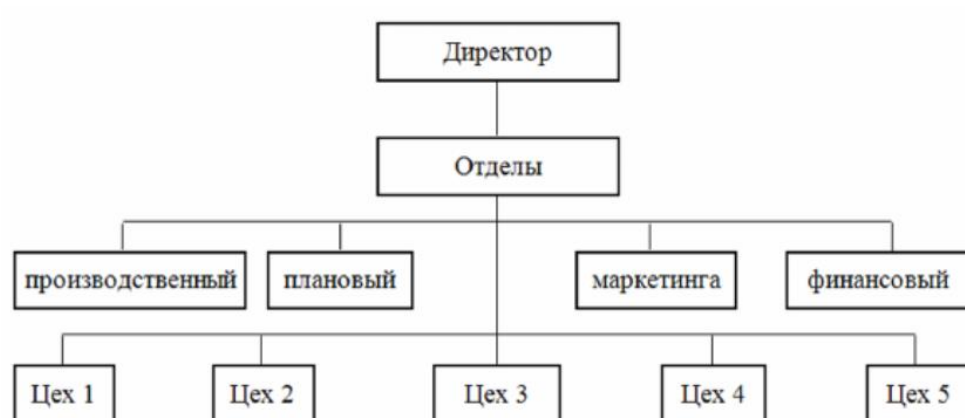 Директор
Отделы
производственный
плановый
маркетинга
финансовый
Цех 1
Цех 2
Цех 3
Цех 4
Цех 5